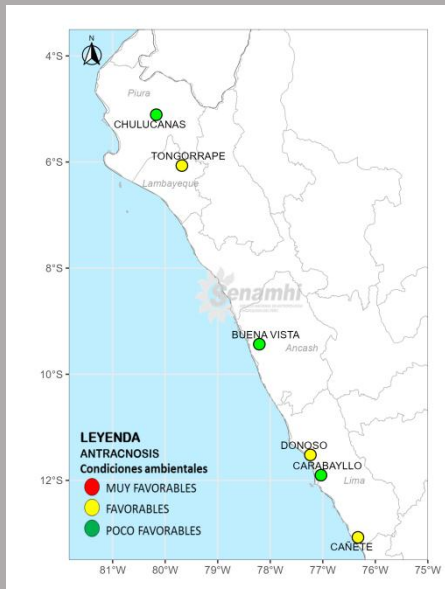 N
4°S
Piura
CHULUCANAS
TONGORRAPE
6°S
Lambayeque
8°S
Senamhi
BUENA VISTA
Ancash
10°S
LEYENDA
ANTRACNOSIS
Condiciones ambientales
MUY FAVORABLES
FAVORABLES
POCO FAVORABLES
DONOSO
CARABAYLLO
12°S
Lima
CAÑETE
81°W
80°W
79°W
78°W
77°W
76°W
75°W